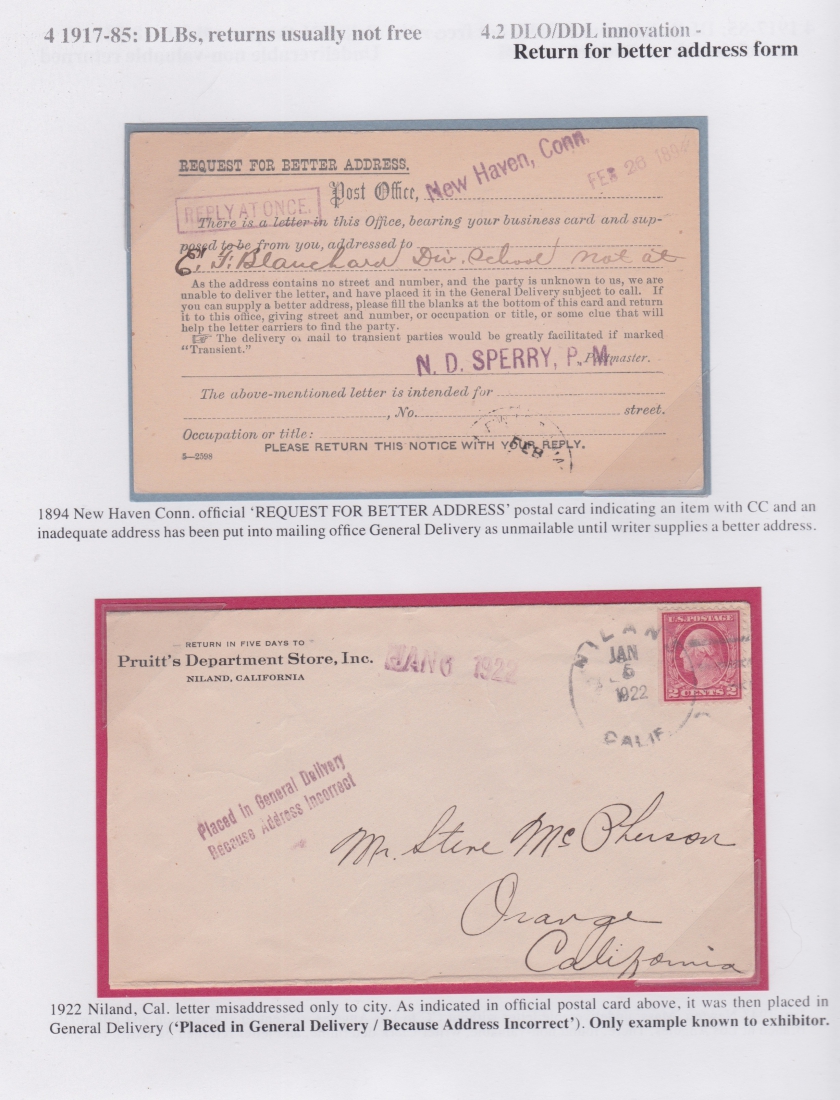 4 1917-85: DLBs, returns usually not free
4.2 DLO/DDL innovation -
Return for better address form
REQUEST FOR BETTER ADDRESS.
Post Office, New Haven, Conn.
FEB 26 1894
REPLY AT ONCE.
There is a letter in this Office, bearing your business card and sup-
posed to be from you, addressed to
E. F. Blanchard Div. School not at
As the address contains no street and number, and the party is unknown to us, we are
unable to deliver the letter, and have placed it in the General Delivery subject to call. If
you can supply a better address, please fill the blanks at the bottom of this card and return
it to this office, giving street and number, or occupation or title, or some clue that will
help the letter carriers to find the party.
☞ The delivery of mail to transient parties would be greatly facilitated if marked
"Transient."
N. D. SPERRY, P. M. Postmaster.
The above-mentioned letter is intended for
, No. street.
Occupation or title:
PLEASE RETURN THIS NOTICE WITH YOUR REPLY.
5—2598
FEB
1894 New Haven Conn. official 'REQUEST FOR BETTER ADDRESS' postal card indicating an item with CC and an
inadequate address has been put into mailing office General Delivery as unmailable until writer supplies a better address.
RETURN IN FIVE DAYS TO
Pruitt's Department Store, Inc.
NILAND, CALIFORNIA
JAN 6 1922
NILAND
JAN
6
1922
CALIF.
U.S. POSTAGE
2 CENTS 2
Placed in General Delivery
Because Address Incorrect
Mr. Steve McPherson
Orange
California
1922 Niland, Cal. letter misaddressed only to city. As indicated in official postal card above, it was then placed in
General Delivery ('Placed in General Delivery / Because Address Incorrect'). Only example known to exhibitor.